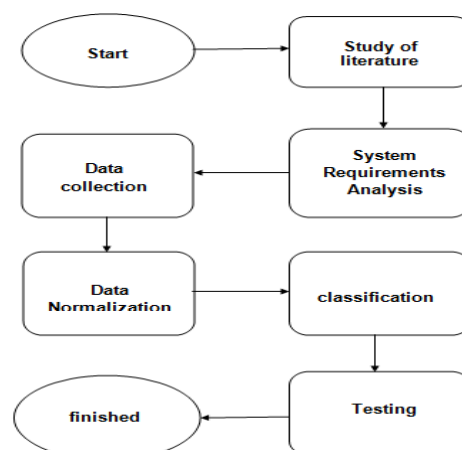 Start
Study of
literature
System
Requirements
Analysis
Data
collection
Data
Normalization
classification
Testing
finished